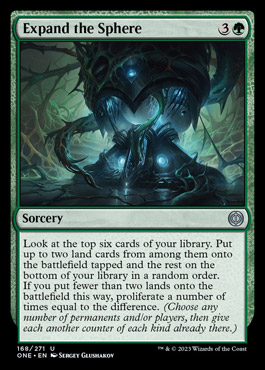 Expand the Sphere 3
Sorcery
Look at the top six cards of your library. Put
up to two land cards from among them onto
the battlefield tapped and the rest on the
bottom of your library in a random order.
If you put fewer than two lands onto the
battlefield this way, proliferate a number of
times equal to the difference. (Choose any
number of permanents and/or players, then give
each another counter of each kind already there.)
168/271 U
ONE • EN SERGEY GLUSHAKOV
™ & © 2023 Wizards of the Coast